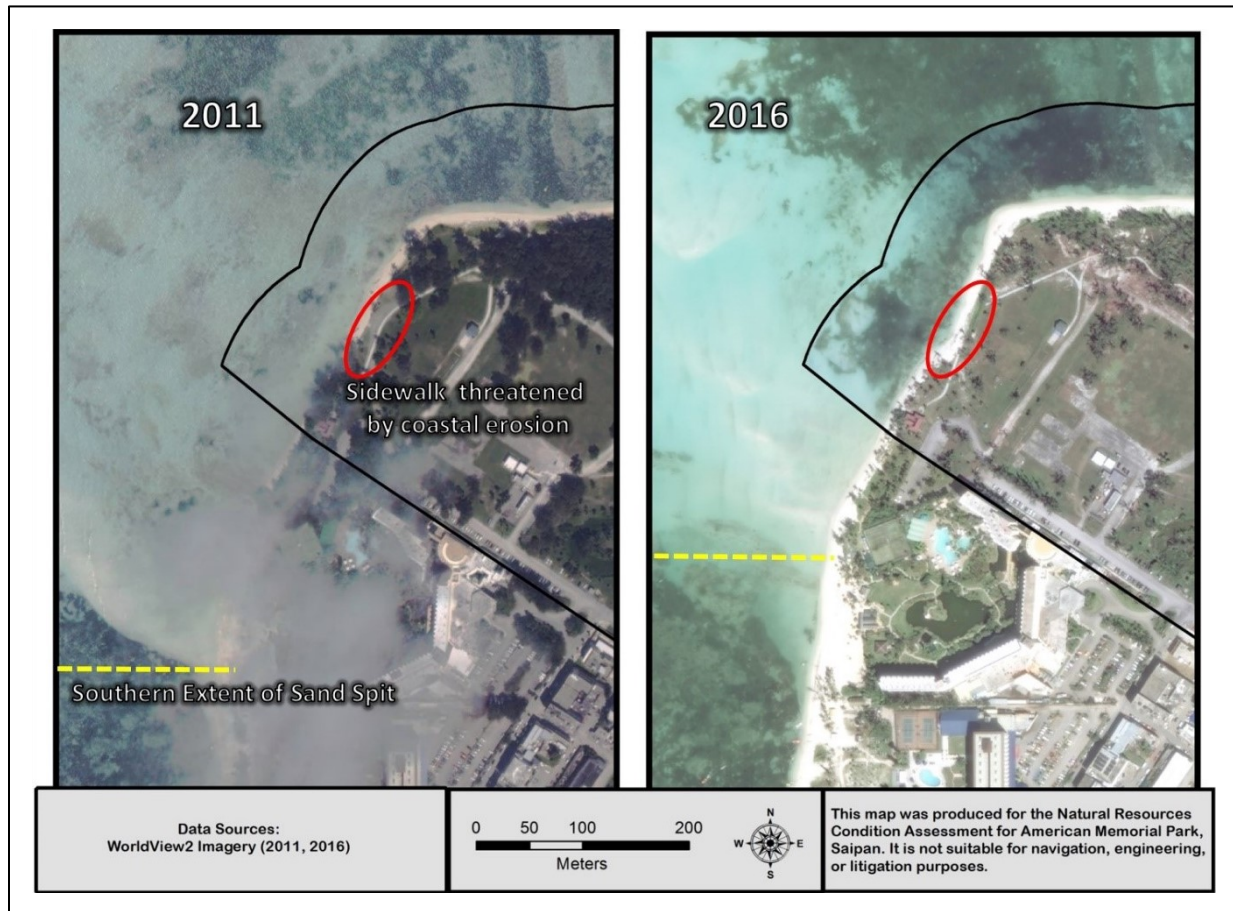 2011
Sidewalk threatened
by coastal erosion
Southern Extent of Sand Spit
2016
Data Sources:
WorldView2 Imagery (2011, 2016)
0 50 100 200
Meters
N
W E
S
This map was produced for the Natural Resources
Condition Assessment for American Memorial Park,
Saipan. It is not suitable for navigation, engineering,
or litigation purposes.